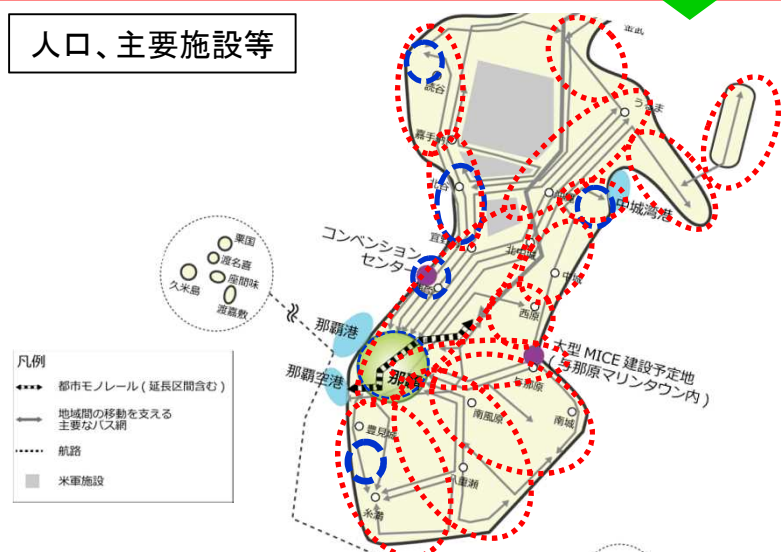 人口、主要施設等
金武
読谷
うるま
嘉手納
北谷
中城湾港
コンベンション
センター
北中城
中城
粟国
渡名喜
座間味
久米島
渡嘉敷
西原
那覇港
大型 MICE 建設予定地
(与那原マリンタウン内)
那覇空港
那覇
与那原
凡例
都市モノレール(延長区間含む)
地域間の移動を支える
主要なバス網
航路
米軍施設
豊見城
南風原
南城
八重瀬
糸満